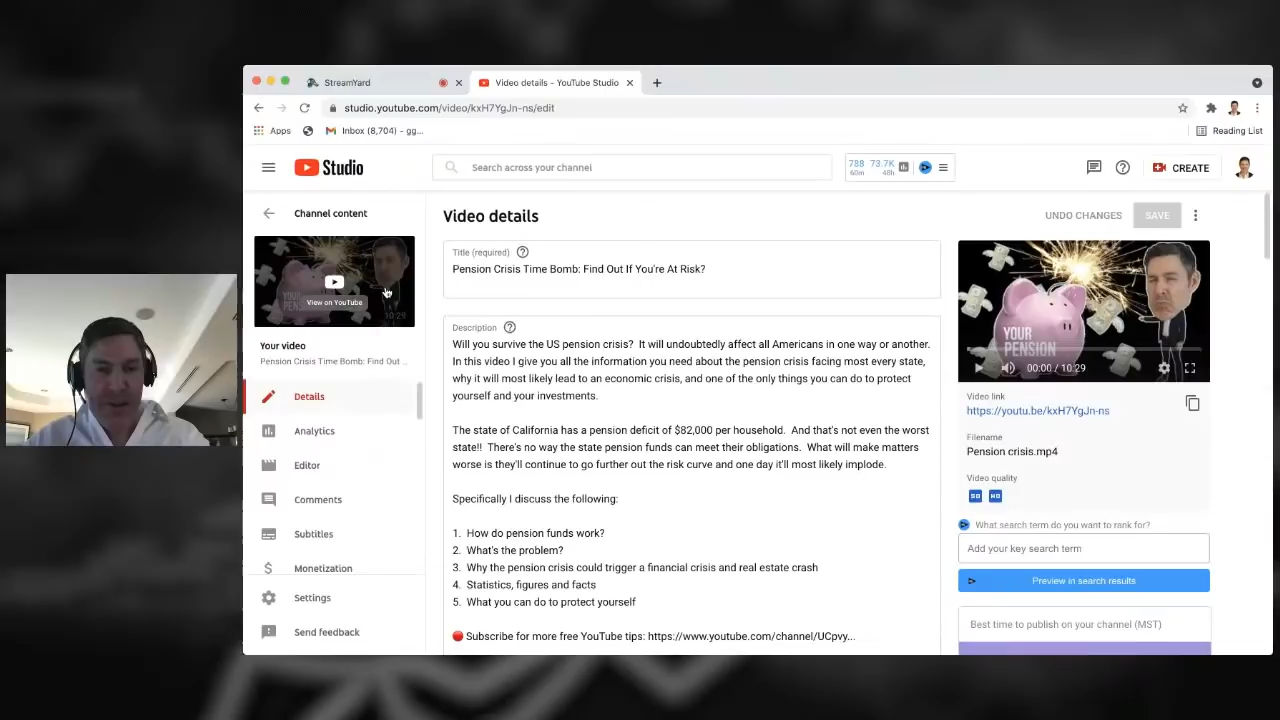 StreamYard
Video details - YouTube Studio
studio.youtube.com/video/kxH7YgJn-ns/edit
Apps
Inbox (8,704) - gg...
Reading List
Studio
Search across your channel
788 73.7K
60m 48h
CREATE
Channel content
View on YouTube
10:29
Your video
Pension Crisis Time Bomb: Find Out ...
Details
Analytics
Editor
Comments
Subtitles
Monetization
Settings
Send feedback
Video details
UNDO CHANGES
SAVE
Title (required)
Pension Crisis Time Bomb: Find Out If You're At Risk?
Description
Will you survive the US pension crisis?  It will undoubtedly affect all Americans in one way or another.
In this video I give you all the information you need about the pension crisis facing most every state,
why it will most likely lead to an economic crisis, and one of the only things you can do to protect
yourself and your investments.
The state of California has a pension deficit of $82,000 per household.  And that's not even the worst
state!!  There's no way the state pension funds can meet their obligations.  What will make matters
worse is they'll continue to go further out the risk curve and one day it'll most likely implode.
Specifically I discuss the following:
1.  How do pension funds work?
2.  What's the problem?
3.  Why the pension crisis could trigger a financial crisis and real estate crash
4.  Statistics, figures and facts
5.  What you can do to protect yourself
🔴 Subscribe for more free YouTube tips: https://www.youtube.com/channel/UCpvy...
YOUR
PENSION
00:00 / 10:29
Video link
https://youtu.be/kxH7YgJn-ns
Filename
Pension crisis.mp4
Video quality
SD HD
What search term do you want to rank for?
Add your key search term
Preview in search results
Best time to publish on your channel (MST)